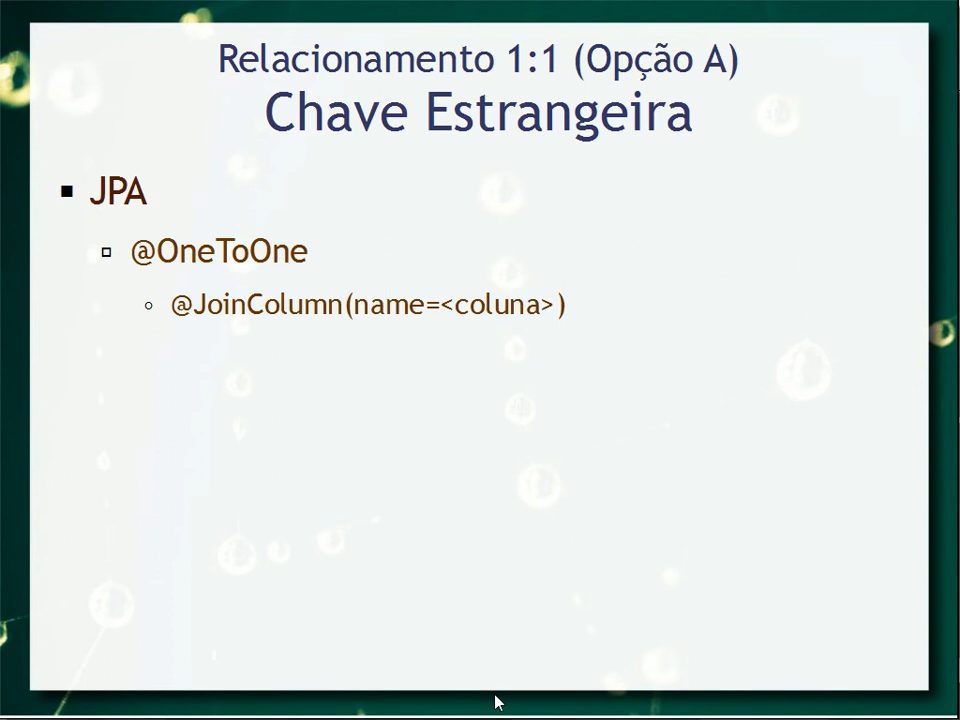 Relacionamento 1:1 (Opção A)
Chave Estrangeira
JPA
@OneToOne
@JoinColumn(name=<coluna>)